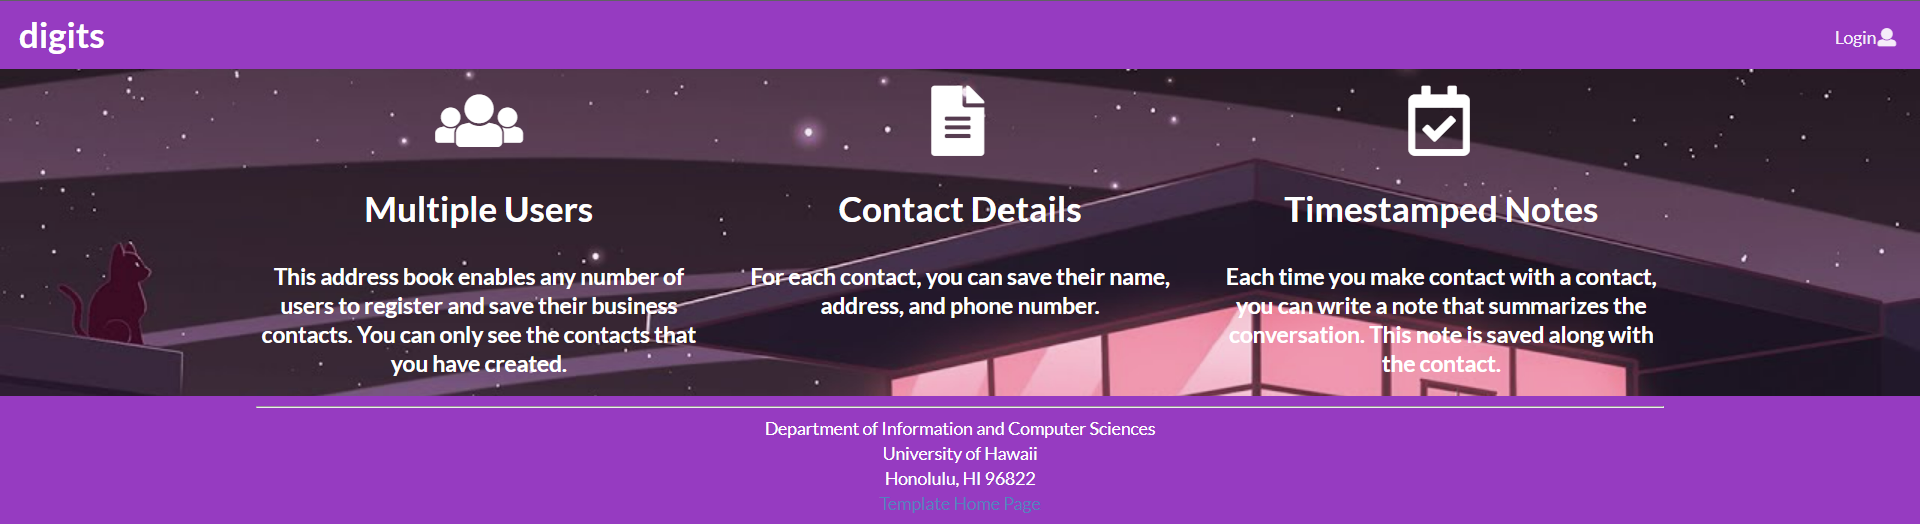 digits
Login
Multiple Users
This address book enables any number of
users to register and save their business
contacts. You can only see the contacts that
you have created.
Contact Details
For each contact, you can save their name,
address, and phone number.
Timestamped Notes
Each time you make contact with a contact,
you can write a note that summarizes the
conversation. This note is saved along with
the contact.
Department of Information and Computer Sciences
University of Hawaii
Honolulu, HI 96822
Template Home Page